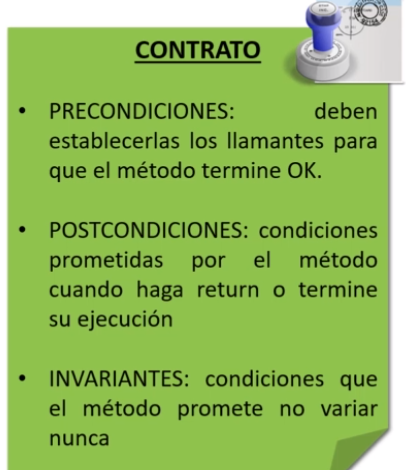 CONTRATO
• PRECONDICIONES: deben
establecerlas los llamantes para
que el método termine OK.
• POSTCONDICIONES: condiciones
prometidas por el método
cuando haga return o termine
su ejecución
• INVARIANTES: condiciones que
el método promete no variar
nunca